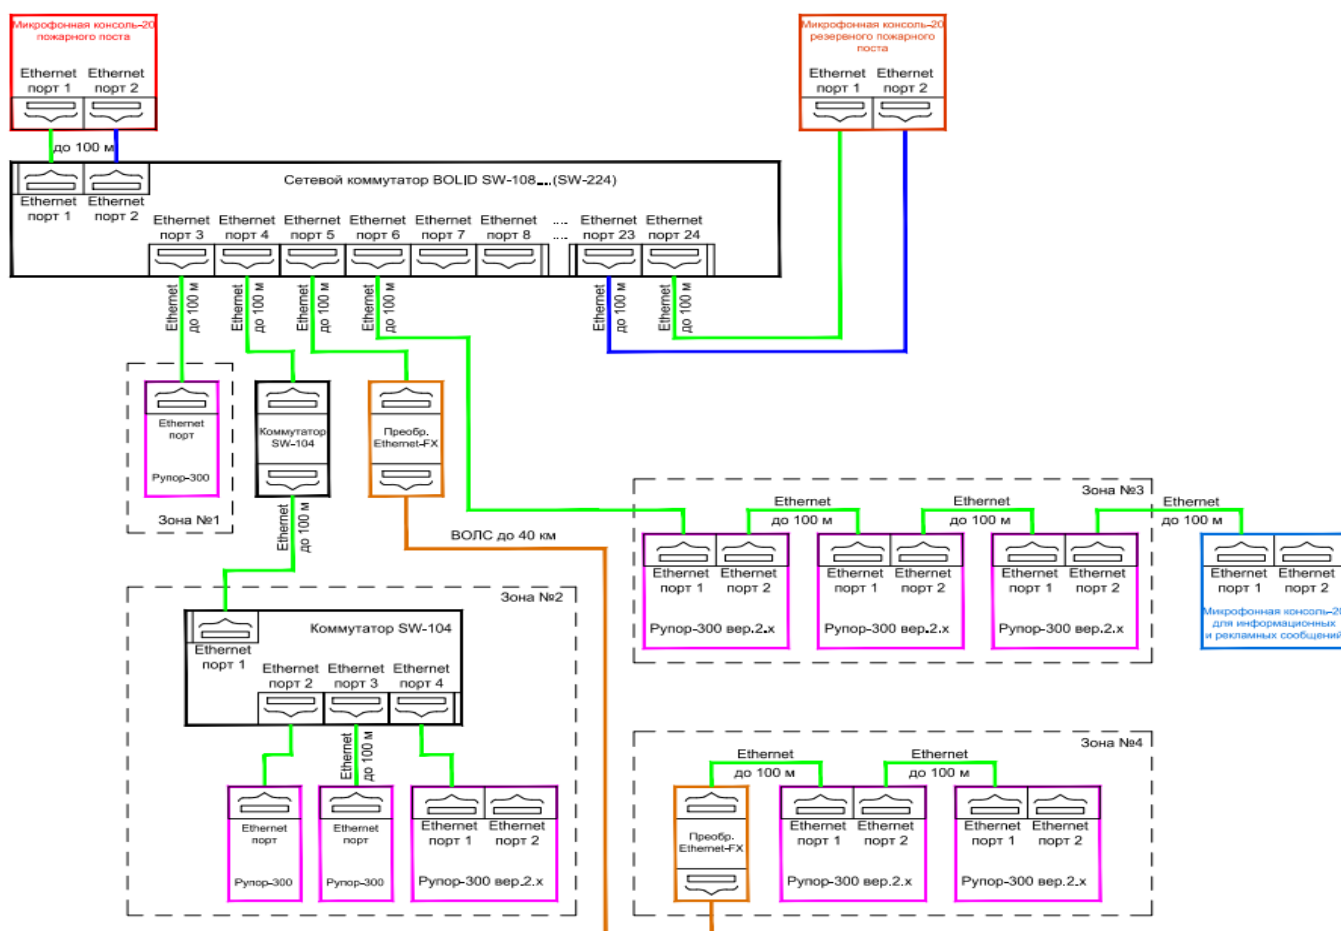 Микрофонная консоль-20
пожарного поста
Ethernet
порт 1
Ethernet
порт 2
Микрофонная консоль-20
резервного пожарного
поста
Ethernet
порт 1
Ethernet
порт 2
до 100 м
Сетевой коммутатор BOLID SW-108....(SW-224)
Ethernet
порт 1
Ethernet
порт 2
Ethernet
порт 3
Ethernet
порт 4
Ethernet
порт 5
Ethernet
порт 6
Ethernet
порт 7
Ethernet
порт 8
....
....
Ethernet
порт 23
Ethernet
порт 24
Ethernet
до 100 м
Ethernet
до 100 м
Ethernet
до 100 м
Ethernet
до 100 м
Ethernet
до 100 м
Ethernet
до 100 м
Ethernet
порт
Рупор-300
Зона №1
Коммутатор
SW-104
Преобр.
Ethernet-FX
Ethernet
до 100 м
ВОЛС до 40 км
Зона №3
Ethernet
до 100 м
Ethernet
до 100 м
Ethernet
до 100 м
Ethernet
порт 1
Ethernet
порт 2
Рупор-300 вер.2.х
Ethernet
порт 1
Ethernet
порт 2
Рупор-300 вер.2.х
Ethernet
порт 1
Ethernet
порт 2
Рупор-300 вер.2.х
Ethernet
порт 1
Ethernet
порт 2
Микрофонная консоль-20
для информационных
и рекламных сообщений
Зона №2
Коммутатор SW-104
Ethernet
порт 1
Ethernet
порт 2
Ethernet
порт 3
Ethernet
порт 4
Ethernet
до 100 м
Ethernet
порт
Рупор-300
Ethernet
порт
Рупор-300
Ethernet
порт 1
Ethernet
порт 2
Рупор-300 вер.2.х
Зона №4
Ethernet
до 100 м
Ethernet
до 100 м
Преобр.
Ethernet-FX
Ethernet
порт 1
Ethernet
порт 2
Рупор-300 вер.2.х
Ethernet
порт 1
Ethernet
порт 2
Рупор-300 вер.2.х